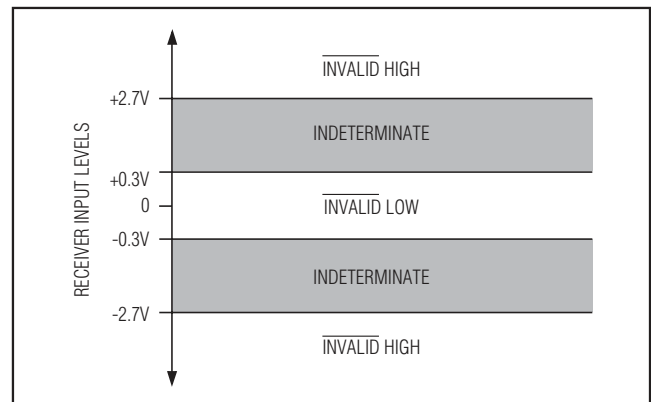 INVALID HIGH
+2.7V
INDETERMINATE
+0.3V
0
INVALID LOW
-0.3V
INDETERMINATE
-2.7V
INVALID HIGH
RECEIVER INPUT LEVELS